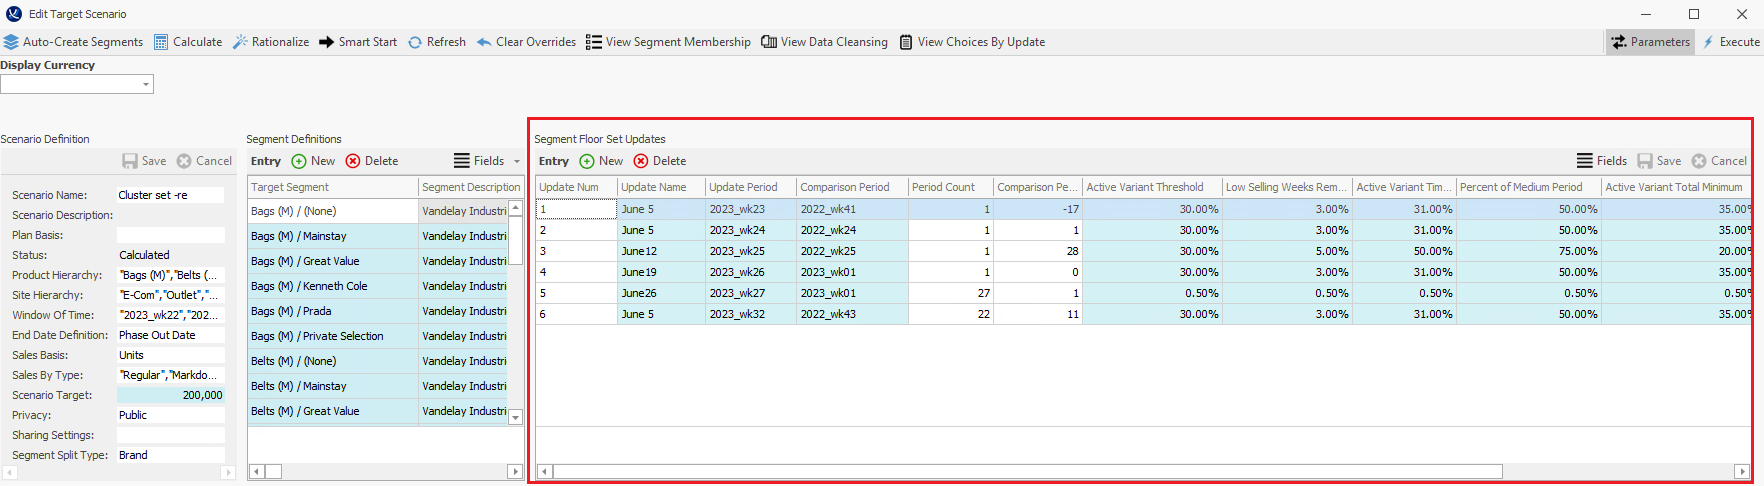 Edit Target Scenario
Auto-Create Segments Calculate Rationalize Smart Start Refresh Clear Overrides View Segment Membership View Data Cleansing View Choices By Update Parameters Execute
Display Currency
Scenario Definition
Save Cancel
Scenario Name: Cluster set -re
Scenario Description:
Plan Basis:
Status: Calculated
Product Hierarchy: "Bags (M)","Belts (...
Site Hierarchy: "E-Com","Outlet","...
Window Of Time: "2023_wk22","202...
End Date Definition: Phase Out Date
Sales Basis: Units
Sales By Type: "Regular","Markdo...
Scenario Target: 200,000
Privacy: Public
Sharing Settings:
Segment Split Type: Brand
Segment Definitions
Entry New Delete Fields
Target Segment Segment Description
Bags (M) / (None) Vandelay Industri
Bags (M) / Mainstay Vandelay Industri
Bags (M) / Great Value Vandelay Industri
Bags (M) / Kenneth Cole Vandelay Industri
Bags (M) / Prada Vandelay Industri
Bags (M) / Private Selection Vandelay Industri
Belts (M) / (None) Vandelay Industri
Belts (M) / Mainstay Vandelay Industri
Belts (M) / Great Value Vandelay Industri
Segment Floor Set Updates
Entry New Delete Fields Save Cancel
Update Num Update Name Update Period Comparison Period Period Count Comparison Pe... Active Variant Threshold Low Selling Weeks Rem... Active Variant Tim... Percent of Medium Period Active Variant Total Minimum
1 June 5 2023_wk23 2022_wk41 1 -17 30.00% 3.00% 31.00% 50.00% 35.00%
2 June 5 2023_wk24 2022_wk24 1 1 30.00% 3.00% 31.00% 50.00% 35.00%
3 June12 2023_wk25 2022_wk25 1 28 30.00% 5.00% 50.00% 75.00% 20.00%
4 June19 2023_wk26 2023_wk01 1 0 30.00% 3.00% 31.00% 50.00% 35.00%
5 June26 2023_wk27 2023_wk01 27 1 0.50% 0.50% 0.50% 0.50% 0.50%
6 June 5 2023_wk32 2022_wk43 22 11 30.00% 3.00% 31.00% 50.00% 35.00%